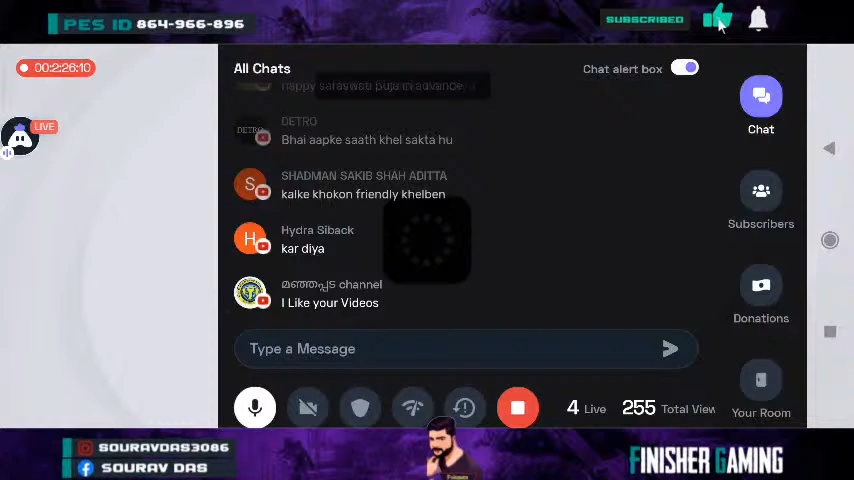 PES ID 864-966-896
SUBSCRIBED
00:2:26:10
LIVE
All Chats
Chat alert box
happy saraswati puja in advance
DETRO
DETRO
Bhai aapke saath khel sakta hu
S
SHADMAN SAKIB SHAH ADITTA
kalke khokon friendly khelben
H
Hydra Siback
kar diya
മഞ്ഞപ്പട channel
I Like your Videos
Type a Message
4 Live
255 Total View
Chat
Subscribers
Donations
Your Room
SOURAVDAS3086
SOURAV DAS
FINISHER GAMING